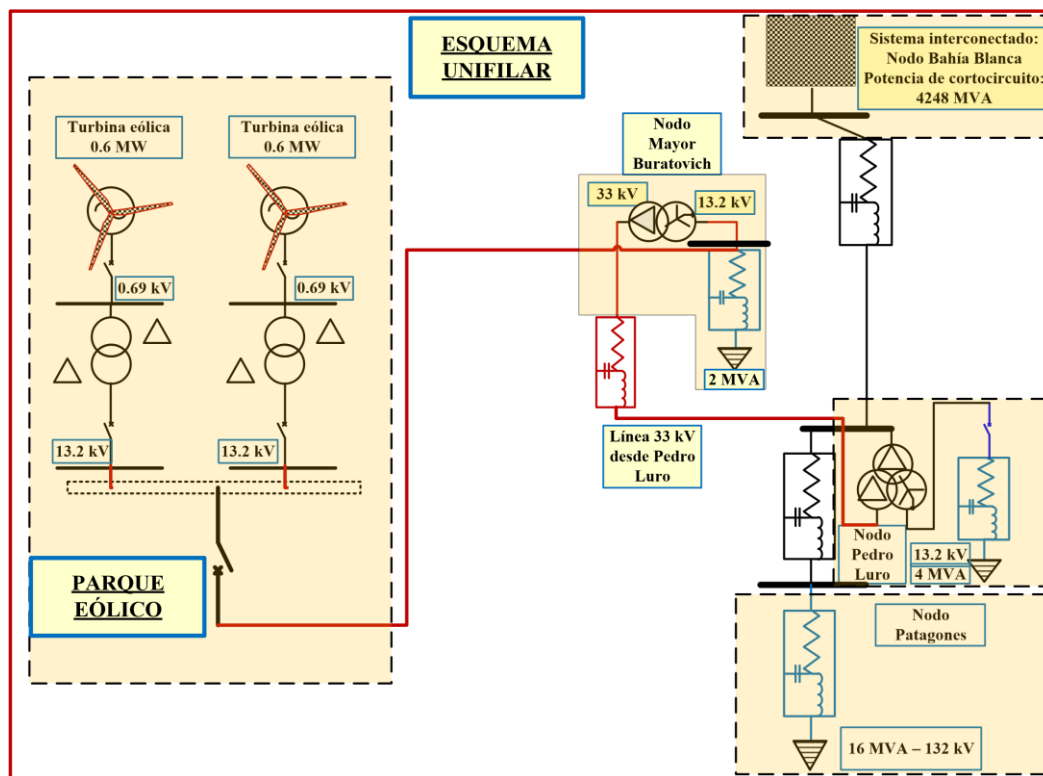 ESQUEMA
UNIFILAR
Sistema interconectado:
Nodo Bahía Blanca
Potencia de cortocircuito:
4248 MVA
Turbina eólica
0.6 MW
Turbina eólica
0.6 MW
Nodo
Mayor
Buratovich
33 kV
13.2 kV
0.69 kV
0.69 kV
2 MVA
13.2 kV
13.2 kV
Línea 33 kV
desde Pedro
Luro
Nodo
Pedro
Luro
13.2 kV
4 MVA
PARQUE
EÓLICO
Nodo
Patagones
16 MVA – 132 kV